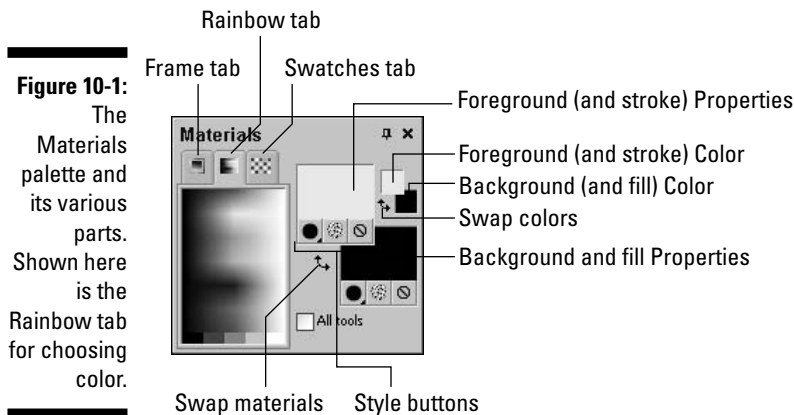 Rainbow tab
Frame tab
Swatches tab
Figure 10-1:
The
Materials
palette and
its various
parts.
Shown here
is the
Rainbow tab
for choosing
color.
Materials
All tools
Foreground (and stroke) Properties
Foreground (and stroke) Color
Background (and fill) Color
Swap colors
Background and fill Properties
Swap materials
Style buttons